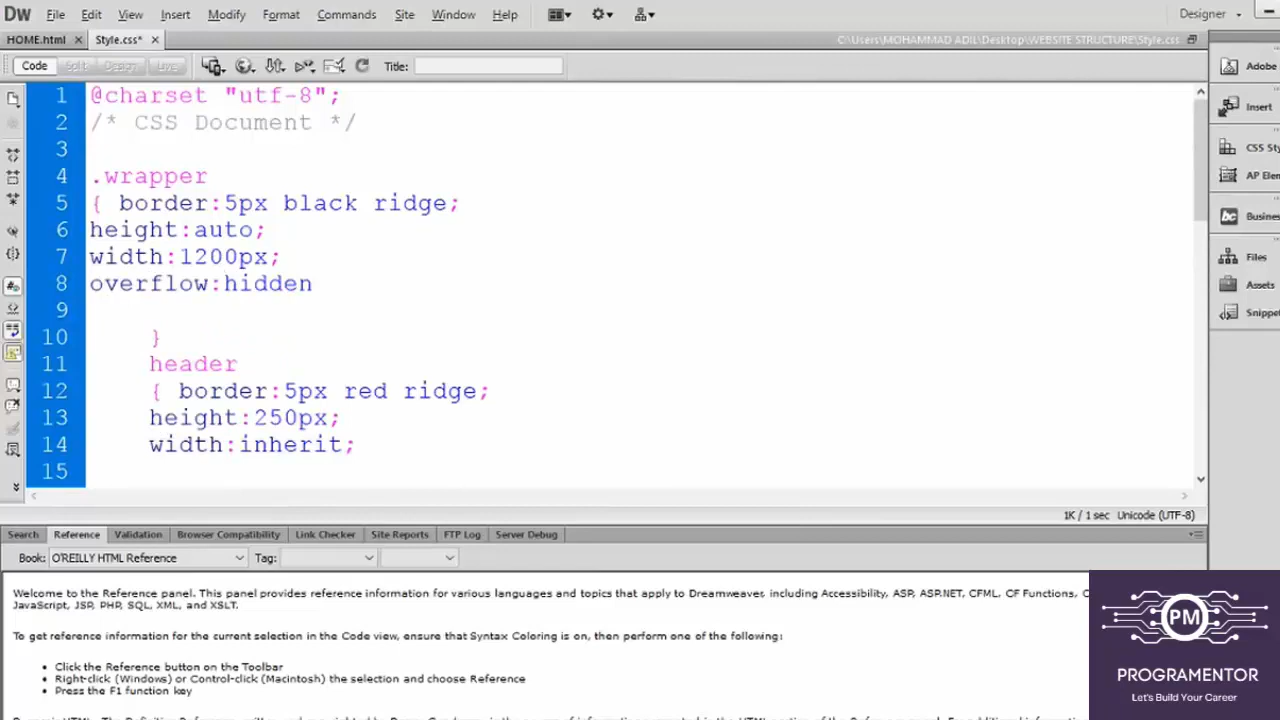 Dw File Edit View Insert Modify Format Commands Site Window Help Designer
HOME.html Style.css* C:\Users\MOHAMMAD ADIL\Desktop\WEBSITE STRUCTURE\Style.css
Code Split Design Live Title:
1 @charset "utf-8";
2 /* CSS Document */
3
4 .wrapper
5 { border:5px black ridge;
6 height:auto;
7 width:1200px;
8 overflow:hidden
9
10 }
11 header
12 { border:5px red ridge;
13 height:250px;
14 width:inherit;
15
Adobe
Insert
CSS Sty
AP Elem
Business
Files
Assets
Snippet
1K / 1 sec Unicode (UTF-8)
Search Reference Validation Browser Compatibility Link Checker Site Reports FTP Log Server Debug
Book: O'REILLY HTML Reference Tag:
Welcome to the Reference panel. This panel provides reference information for various languages and topics that apply to Dreamweaver, including Accessibility, ASP, ASP.NET, CFML, CF Functions, C
JavaScript, JSP, PHP, SQL, XML, and XSLT.
To get reference information for the current selection in the Code view, ensure that Syntax Coloring is on, then perform one of the following:
• Click the Reference button on the Toolbar
• Right-click (Windows) or Control-click (Macintosh) the selection and choose Reference
• Press the F1 function key
PM
PROGRAMENTOR
Let's Build Your Career